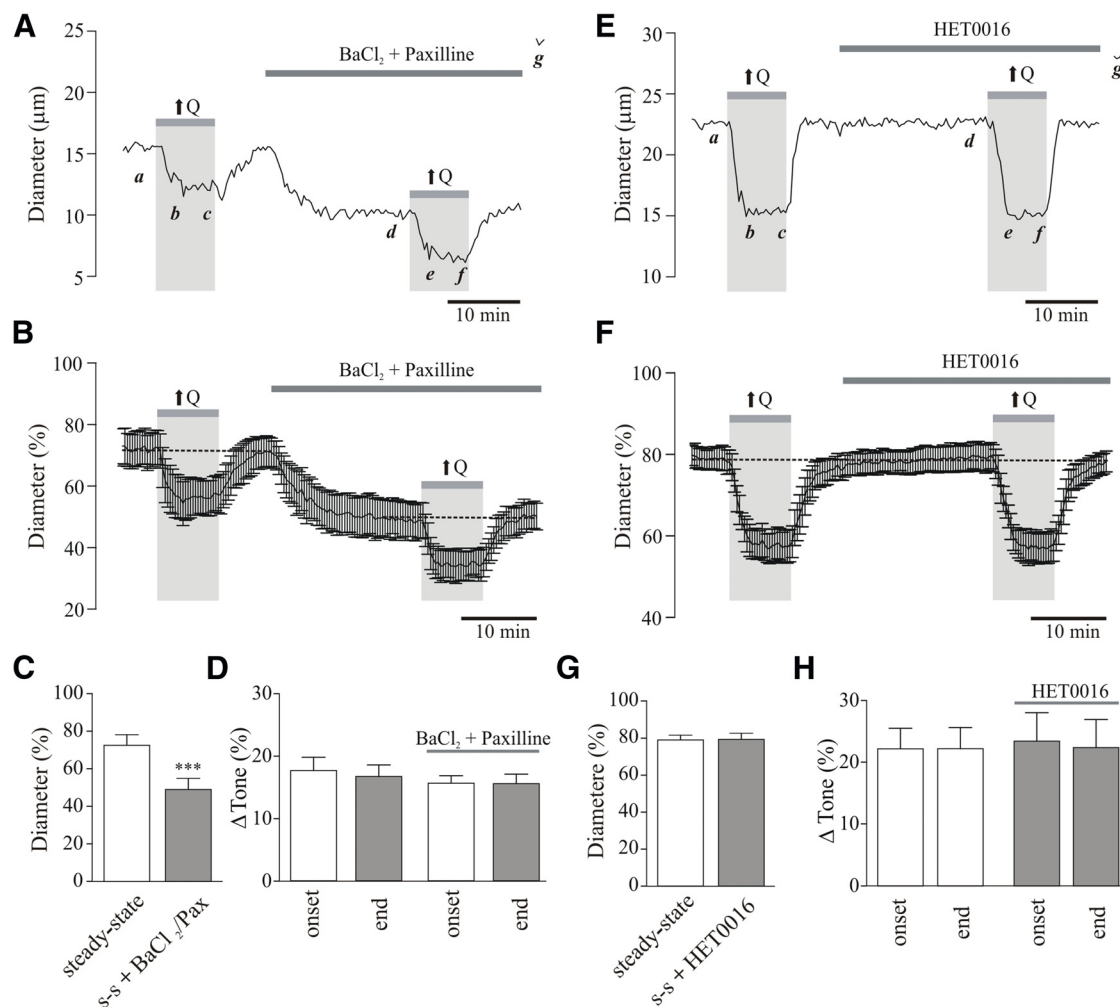 A
25
20
15
10
5
Diameter (μm)
BaCl2 + Paxilline
g
Q
Q
a
b
c
d
e
f
10 min
E
30
25
20
15
10
Diameter (μm)
HET0016
g
Q
Q
a
b
c
d
e
f
10 min
B
100
80
60
40
20
Diameter (%)
BaCl2 + Paxilline
Q
Q
10 min
F
100
80
60
40
Diameter (%)
HET0016
Q
Q
10 min
C
100
80
60
40
20
0
Diameter (%)
***
steady-state
s-s + BaCl2/Pax
D
30
20
10
0
Δ Tone (%)
BaCl2 + Paxilline
onset
end
onset
end
G
100
80
60
40
20
0
Diametere (%)
steady-state
s-s + HET0016
H
30
20
10
0
Δ Tone (%)
HET0016
onset
end
onset
end